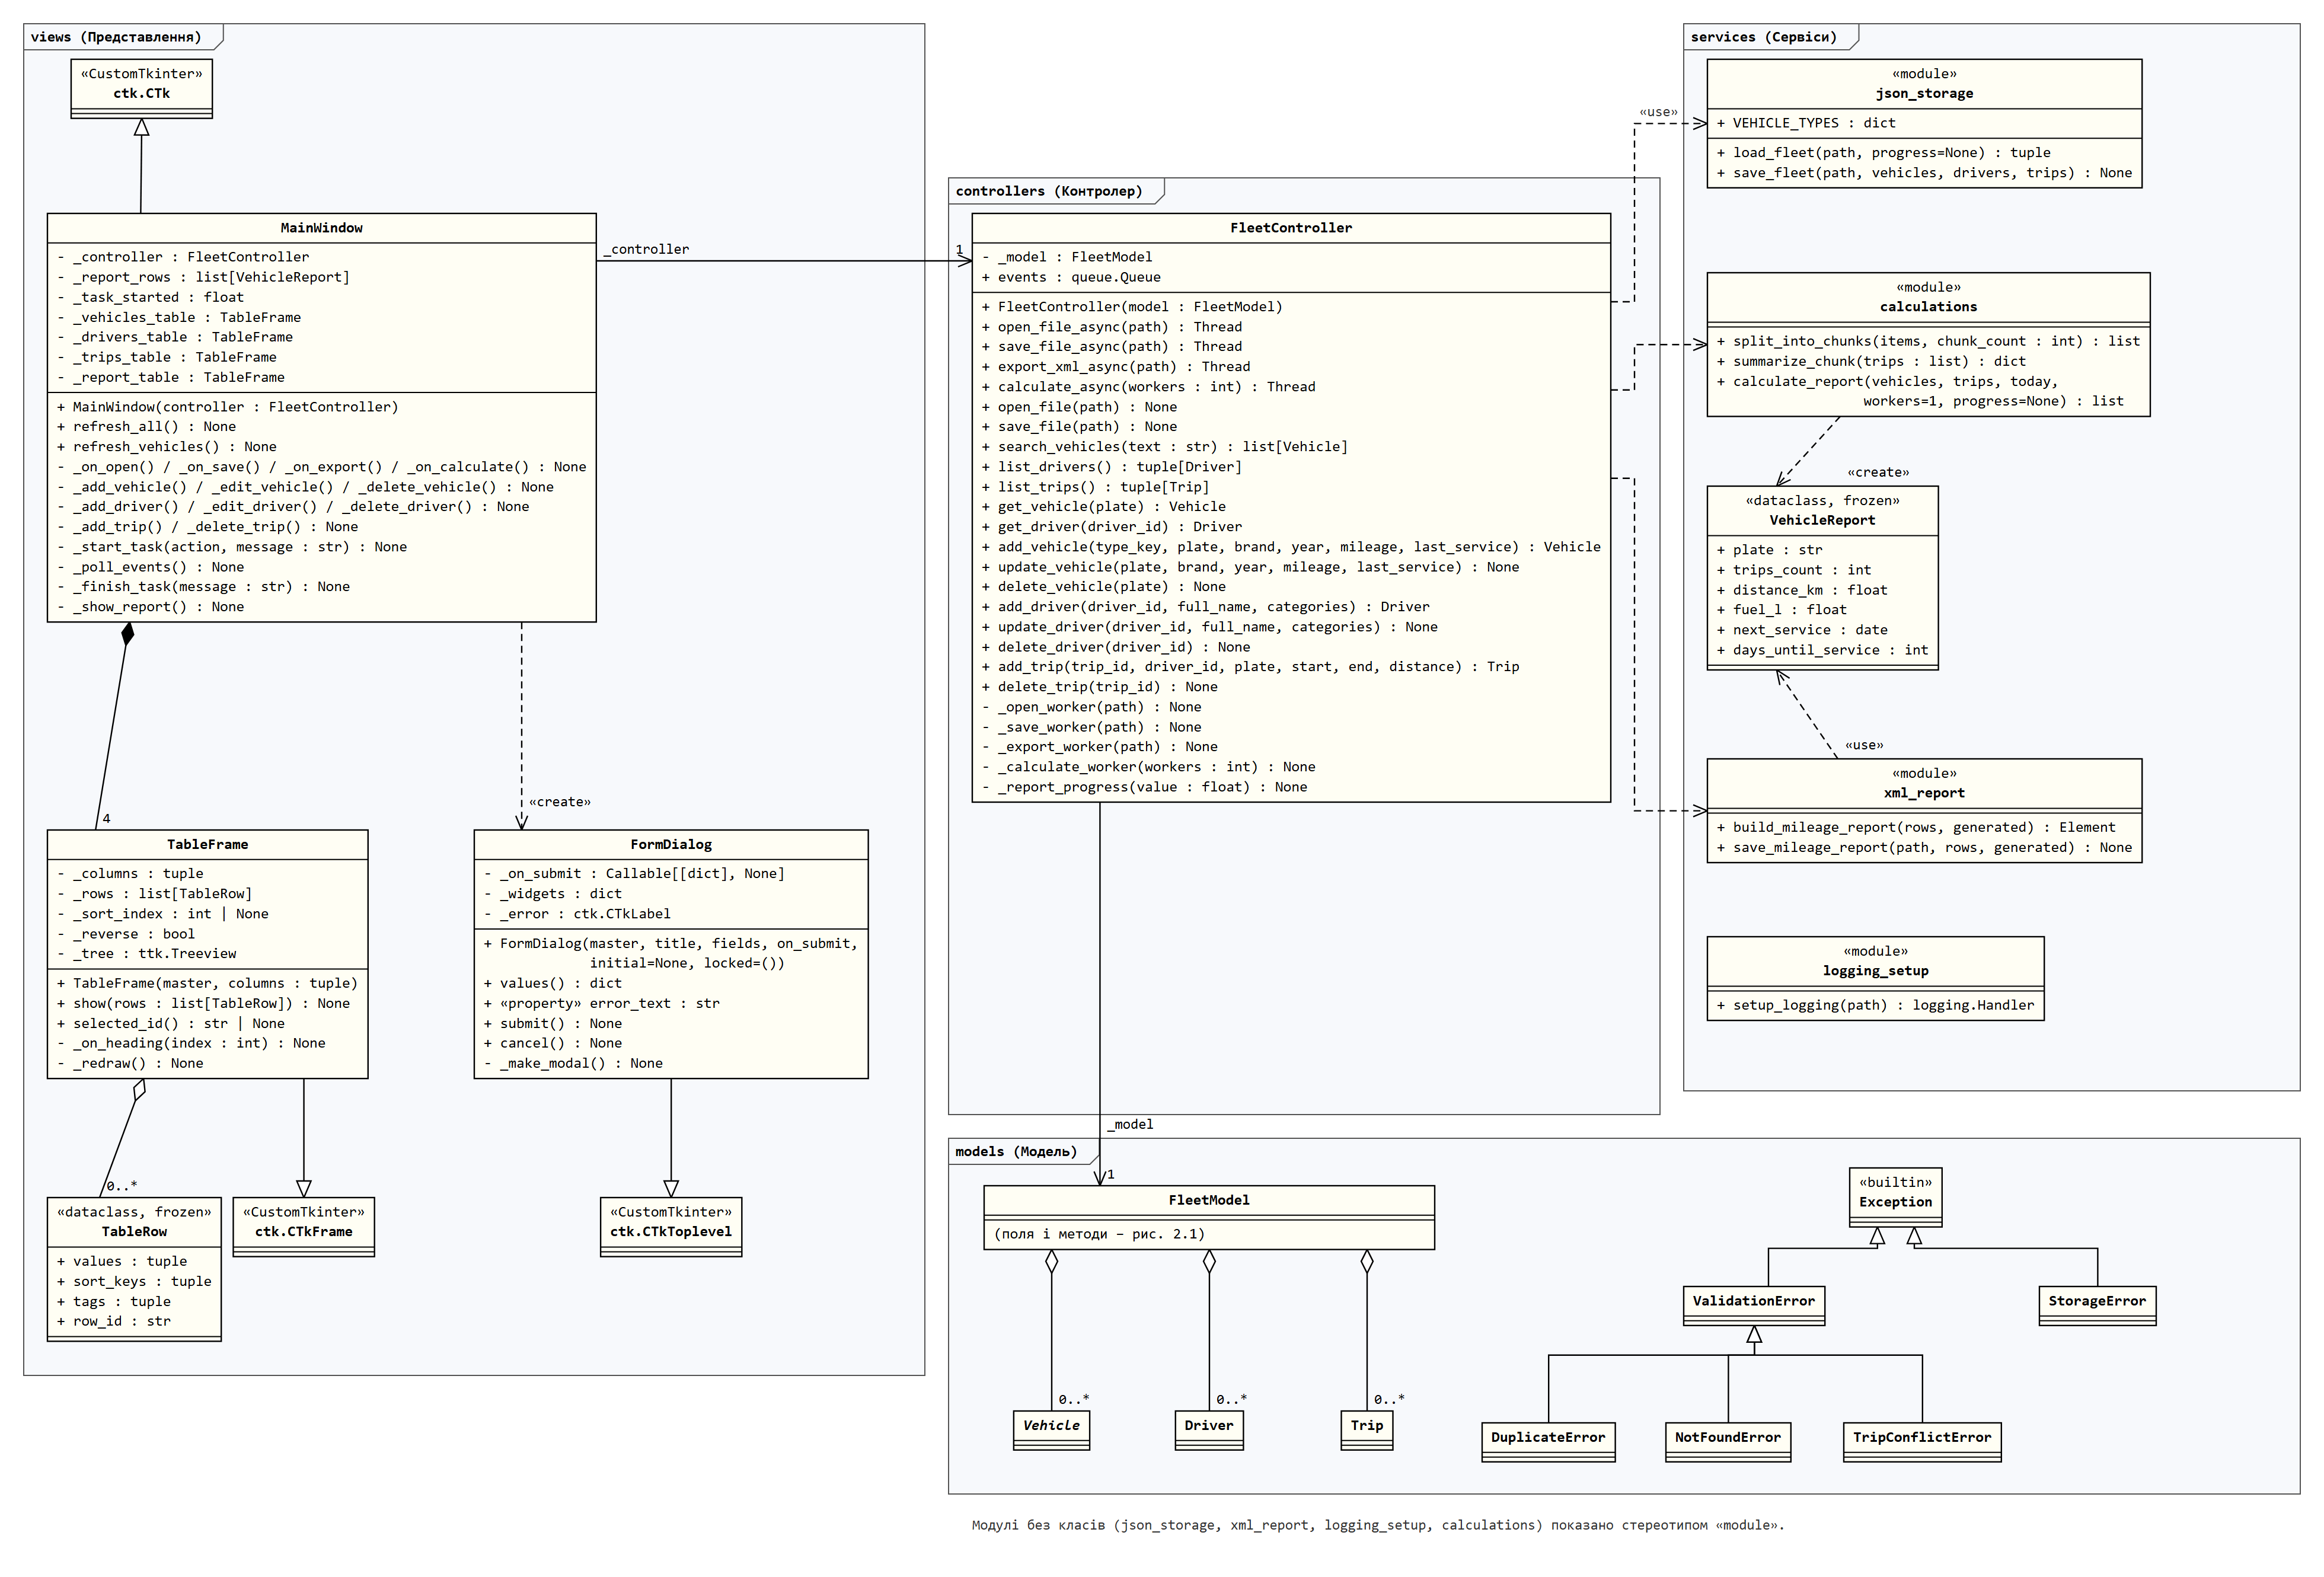 views (Представлення)
«CustomTkinter»
ctk.CTk
MainWindow
- _controller : FleetController
- _report_rows : list[VehicleReport]
- _task_started : float
- _vehicles_table : TableFrame
- _drivers_table : TableFrame
- _trips_table : TableFrame
- _report_table : TableFrame
+ MainWindow(controller : FleetController)
+ refresh_all() : None
+ refresh_vehicles() : None
- _on_open() / _on_save() / _on_export() / _on_calculate() : None
- _add_vehicle() / _edit_vehicle() / _delete_vehicle() : None
- _add_driver() / _edit_driver() / _delete_driver() : None
- _add_trip() / _delete_trip() : None
- _start_task(action, message : str) : None
- _poll_events() : None
- _finish_task(message : str) : None
- _show_report() : None
4
«create»
TableFrame
- _columns : tuple
- _rows : list[TableRow]
- _sort_index : int | None
- _reverse : bool
- _tree : ttk.Treeview
+ TableFrame(master, columns : tuple)
+ show(rows : list[TableRow]) : None
+ selected_id() : str | None
- _on_heading(index : int) : None
- _redraw() : None
FormDialog
- _on_submit : Callable[[dict], None]
- _widgets : dict
- _error : ctk.CTkLabel
+ FormDialog(master, title, fields, on_submit,
initial=None, locked=())
+ values() : dict
+ «property» error_text : str
+ submit() : None
+ cancel() : None
- _make_modal() : None
0..*
«dataclass, frozen»
TableRow
+ values : tuple
+ sort_keys : tuple
+ tags : tuple
+ row_id : str
«CustomTkinter»
ctk.CTkFrame
«CustomTkinter»
ctk.CTkToplevel
_controller
1
controllers (Контролер)
FleetController
- _model : FleetModel
+ events : queue.Queue
+ FleetController(model : FleetModel)
+ open_file_async(path) : Thread
+ save_file_async(path) : Thread
+ export_xml_async(path) : Thread
+ calculate_async(workers : int) : Thread
+ open_file(path) : None
+ save_file(path) : None
+ search_vehicles(text : str) : list[Vehicle]
+ list_drivers() : tuple[Driver]
+ list_trips() : tuple[Trip]
+ get_vehicle(plate) : Vehicle
+ get_driver(driver_id) : Driver
+ add_vehicle(type_key, plate, brand, year, mileage, last_service) : Vehicle
+ update_vehicle(plate, brand, year, mileage, last_service) : None
+ delete_vehicle(plate) : None
+ add_driver(driver_id, full_name, categories) : Driver
+ update_driver(driver_id, full_name, categories) : None
+ delete_driver(driver_id) : None
+ add_trip(trip_id, driver_id, plate, start, end, distance) : Trip
+ delete_trip(trip_id) : None
- _open_worker(path) : None
- _save_worker(path) : None
- _export_worker(path) : None
- _calculate_worker(workers : int) : None
- _report_progress(value : float) : None
«use»
services (Сервіси)
«module»
json_storage
+ VEHICLE_TYPES : dict
+ load_fleet(path, progress=None) : tuple
+ save_fleet(path, vehicles, drivers, trips) : None
«module»
calculations
+ split_into_chunks(items, chunk_count : int) : list
+ summarize_chunk(trips : list) : dict
+ calculate_report(vehicles, trips, today,
workers=1, progress=None) : list
«create»
«dataclass, frozen»
VehicleReport
+ plate : str
+ trips_count : int
+ distance_km : float
+ fuel_l : float
+ next_service : date
+ days_until_service : int
«use»
«module»
xml_report
+ build_mileage_report(rows, generated) : Element
+ save_mileage_report(path, rows, generated) : None
«module»
logging_setup
+ setup_logging(path) : logging.Handler
_model
1
models (Модель)
FleetModel
(поля і методи – рис. 2.1)
0..*
0..*
0..*
Vehicle
Driver
Trip
«builtin»
Exception
ValidationError
StorageError
DuplicateError
NotFoundError
TripConflictError
Модулі без класів (json_storage, xml_report, logging_setup, calculations) показано стереотипом «module».